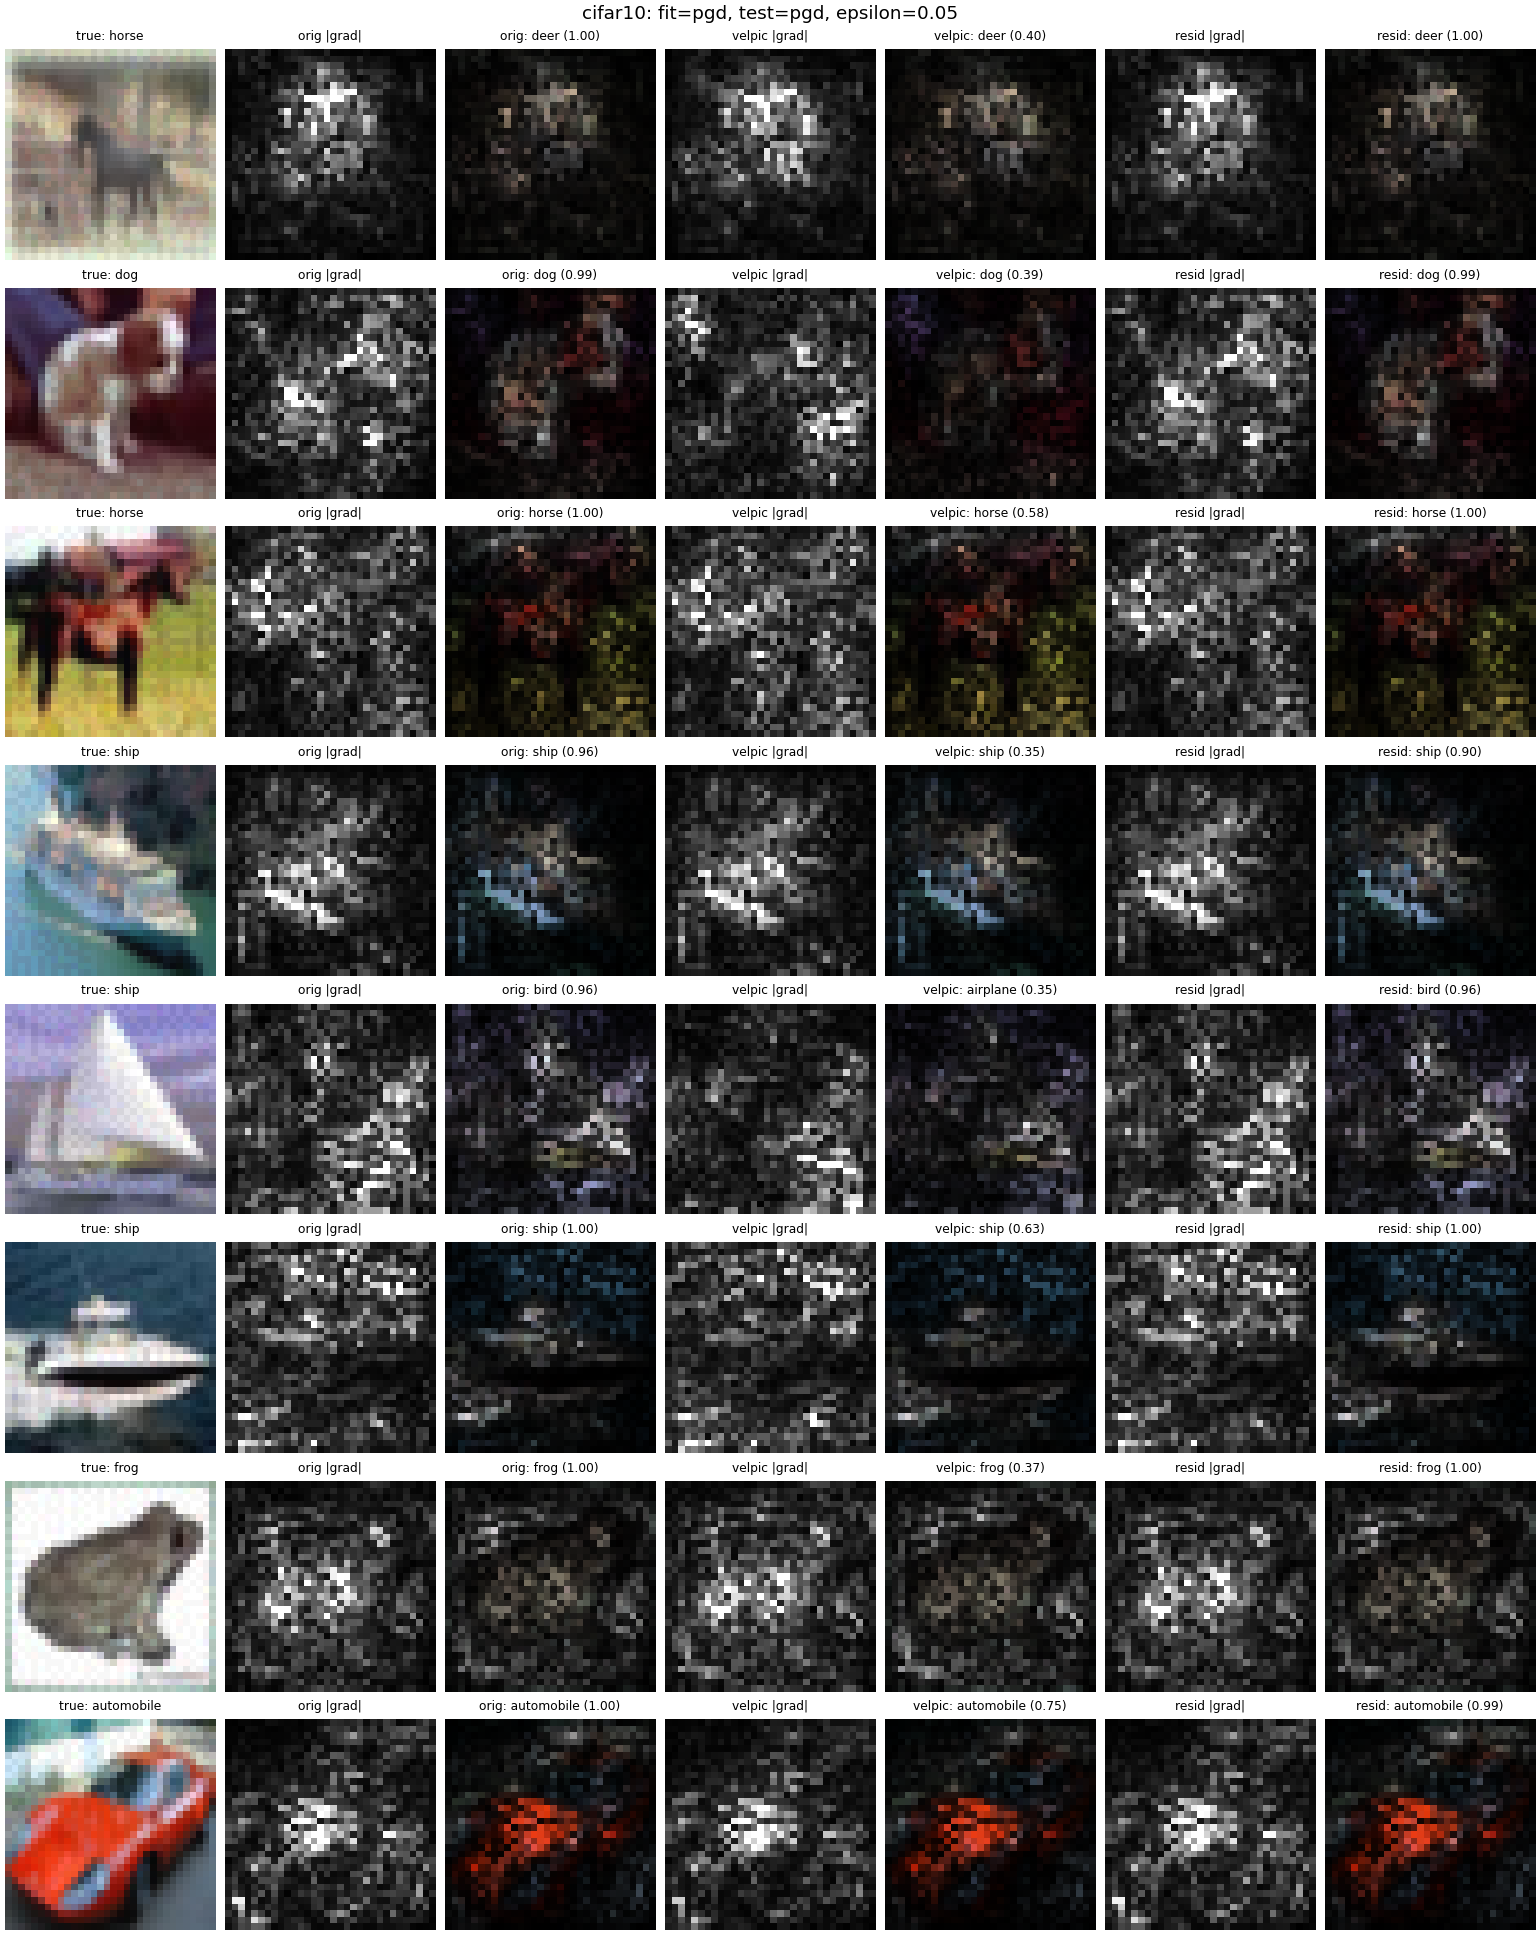 cifar10: fit=pgd, test=pgd, epsilon=0.05
true: horse orig |grad| orig: deer (1.00) velpic |grad| velpic: deer (0.40) resid |grad| resid: deer (1.00)
true: dog orig |grad| orig: dog (0.99) velpic |grad| velpic: dog (0.39) resid |grad| resid: dog (0.99)
true: horse orig |grad| orig: horse (1.00) velpic |grad| velpic: horse (0.58) resid |grad| resid: horse (1.00)
true: ship orig |grad| orig: ship (0.96) velpic |grad| velpic: ship (0.35) resid |grad| resid: ship (0.90)
true: ship orig |grad| orig: bird (0.96) velpic |grad| velpic: airplane (0.35) resid |grad| resid: bird (0.96)
true: ship orig |grad| orig: ship (1.00) velpic |grad| velpic: ship (0.63) resid |grad| resid: ship (1.00)
true: frog orig |grad| orig: frog (1.00) velpic |grad| velpic: frog (0.37) resid |grad| resid: frog (1.00)
true: automobile orig |grad| orig: automobile (1.00) velpic |grad| velpic: automobile (0.75) resid |grad| resid: automobile (0.99)